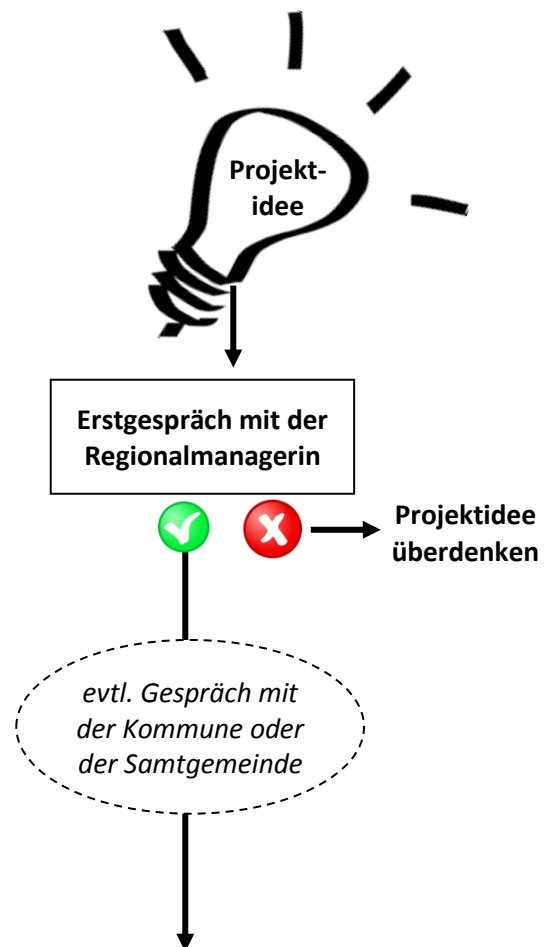 Projekt-
idee
Erstgespräch mit der
Regionalmanagerin
Projektidee
überdenken
evtl. Gespräch mit
der Kommune oder
der Samtgemeinde